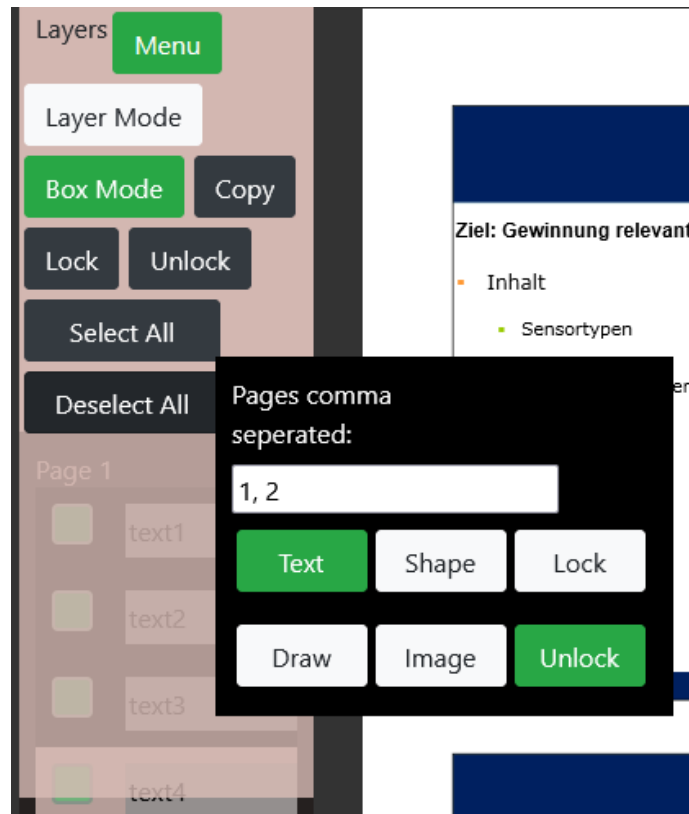 Layers
Menu
Layer Mode
Box Mode
Copy
Lock
Unlock
Select All
Deselect All
Page 1
text1
text2
text3
text4
Pages comma
seperated:
1, 2
Text
Shape
Lock
Draw
Image
Unlock
Ziel: Gewinnung relevant
Inhalt
Sensortypen
er